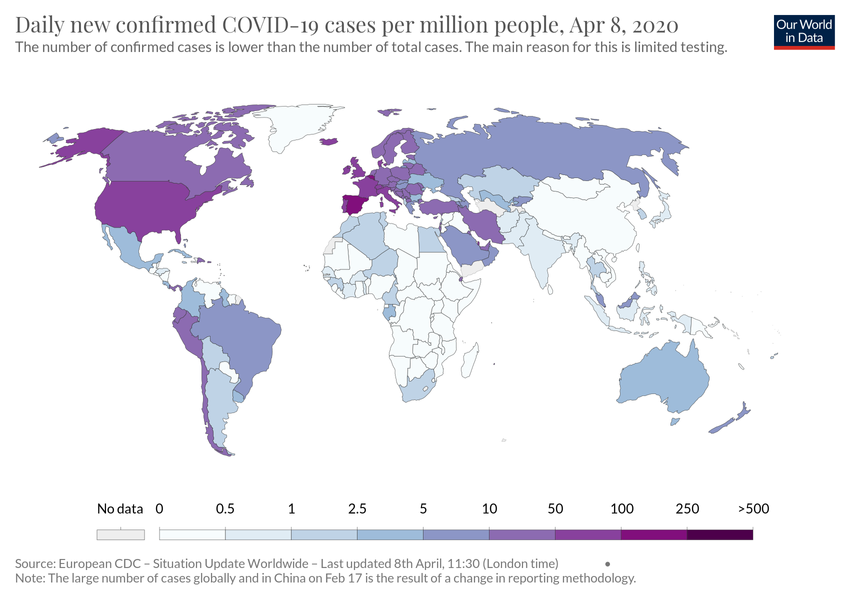 Daily new confirmed COVID-19 cases per million people, Apr 8, 2020
The number of confirmed cases is lower than the number of total cases. The main reason for this is limited testing.
Our World
in Data
No data 0 0.5 1 2.5 5 10 50 100 250 >500
Source: European CDC – Situation Update Worldwide – Last updated 8th April, 11:30 (London time)
Note: The large number of cases globally and in China on Feb 17 is the result of a change in reporting methodology.